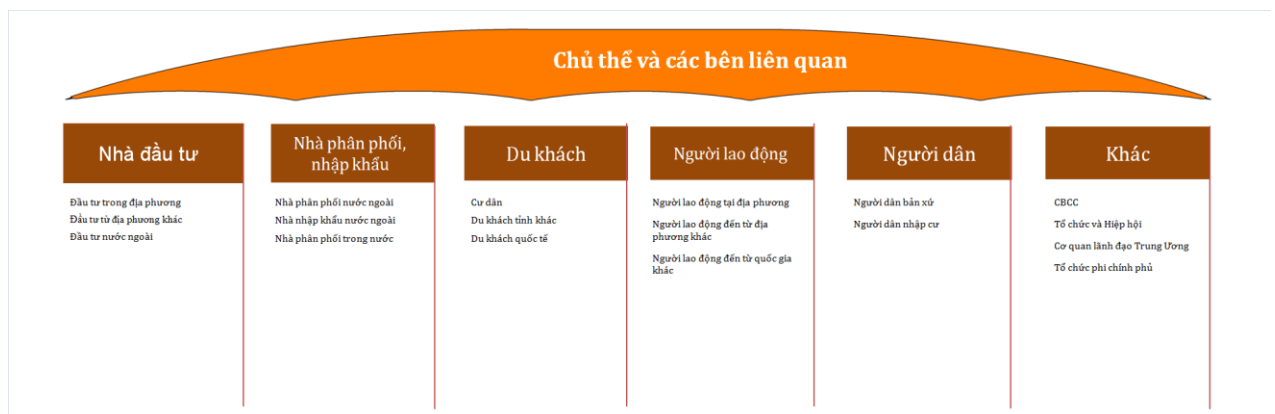 Chủ thể và các bên liên quan
Nhà đầu tư
Đầu tư trong địa phương
Đầu tư từ địa phương khác
Đầu tư nước ngoài
Nhà phân phối,
nhập khẩu
Nhà phân phối nước ngoài
Nhà nhập khẩu nước ngoài
Nhà phân phối trong nước
Du khách
Cư dân
Du khách tỉnh khác
Du khách quốc tế
Người lao động
Người lao động tại địa phương
Người lao động đến từ địa
phương khác
Người lao động đến từ quốc gia
khác
Người dân
Người dân bản xứ
Người dân nhập cư
Khác
CBCC
Tổ chức và Hiệp hội
Cơ quan lãnh đạo Trung Ương
Tổ chức phi chính phủ